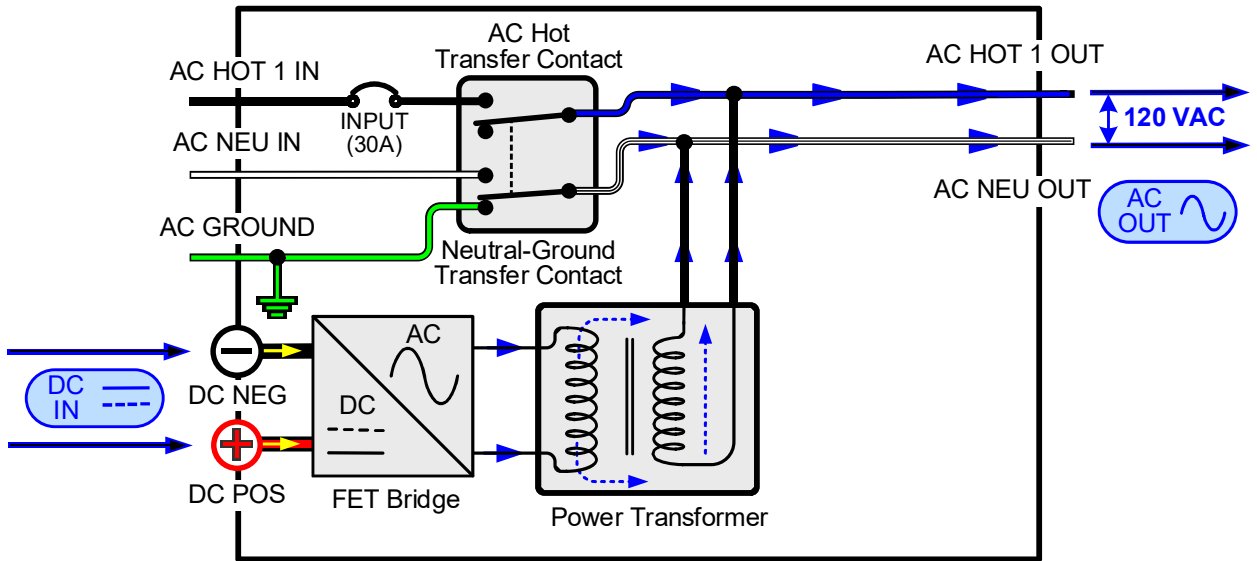 AC Hot
Transfer Contact
AC HOT 1 IN
AC HOT 1 OUT
INPUT
(30A)
120 VAC
AC NEU IN
AC NEU OUT
AC
OUT
AC GROUND
Neutral-Ground
Transfer Contact
AC
DC
IN
DC NEG
DC
DC POS
FET Bridge
Power Transformer